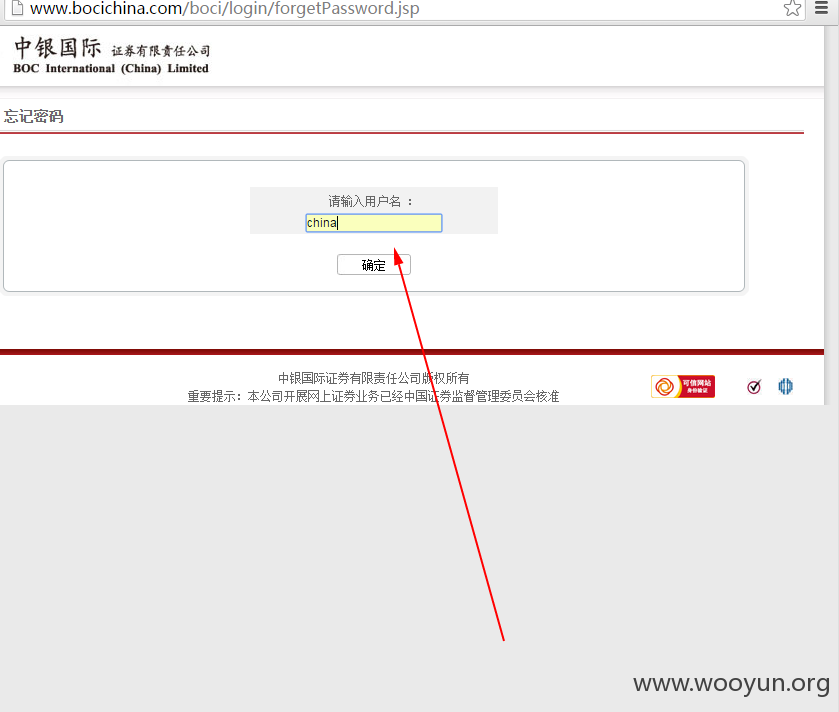 www.bocichina.com/boci/login/forgetPassword.jsp
中银国际 证券有限责任公司
BOC International (China) Limited
忘记密码
请输入用户名 ：
china
确定
中银国际证券有限责任公司版权所有
重要提示：本公司开展网上证券业务已经中国证券监督管理委员会核准
可信网站
身份验证
www.wooyun.org